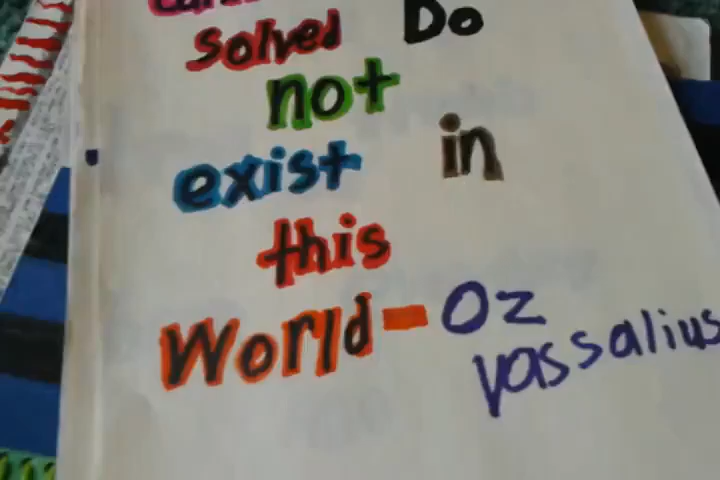 solved Do
not
exist in
this
World - Oz
Vassalius